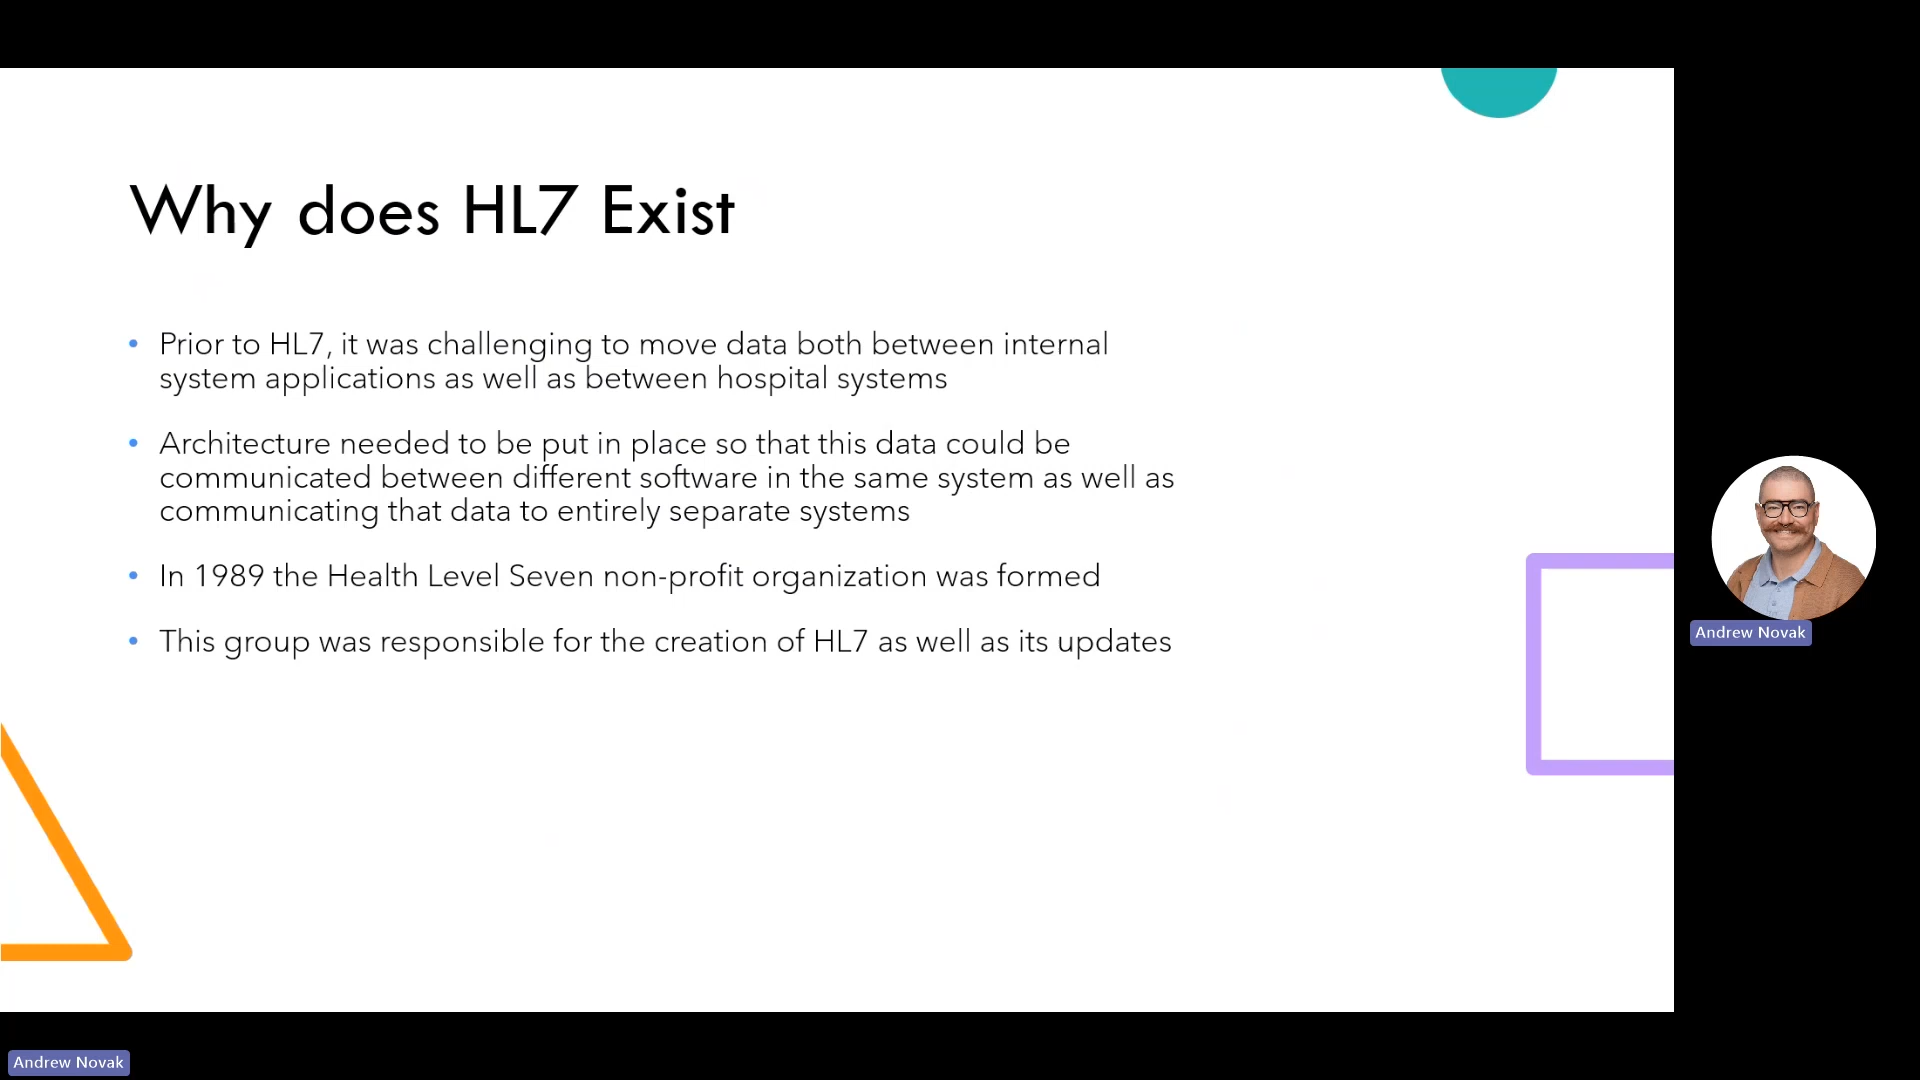 Why does HL7 Exist
• Prior to HL7, it was challenging to move data both between internal
system applications as well as between hospital systems
• Architecture needed to be put in place so that this data could be
communicated between different software in the same system as well as
communicating that data to entirely separate systems
• In 1989 the Health Level Seven non-profit organization was formed
• This group was responsible for the creation of HL7 as well as its updates
Andrew Novak
Andrew Novak